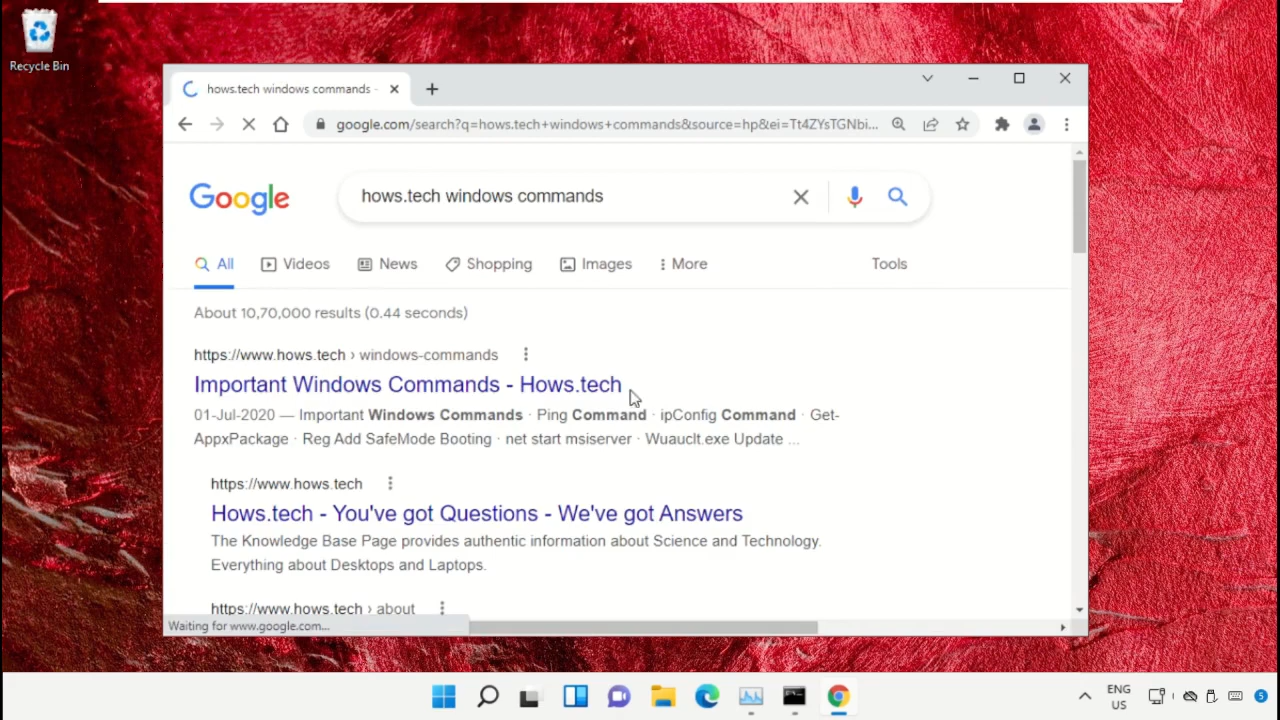 Recycle Bin
hows.tech windows commands -
google.com/search?q=hows.tech+windows+commands&source=hp&ei=Tt4ZYsTGNbi...
Google
hows.tech windows commands
All Videos News Shopping Images More Tools
About 10,70,000 results (0.44 seconds)
https://www.hows.tech › windows-commands
Important Windows Commands - Hows.tech
01-Jul-2020 — Important Windows Commands · Ping Command · ipConfig Command · Get-
AppxPackage · Reg Add SafeMode Booting · net start msiserver · Wuauclt.exe Update ...
https://www.hows.tech
Hows.tech - You've got Questions - We've got Answers
The Knowledge Base Page provides authentic information about Science and Technology.
Everything about Desktops and Laptops.
https://www.hows.tech › about
Waiting for www.google.com...
ENG
US
5